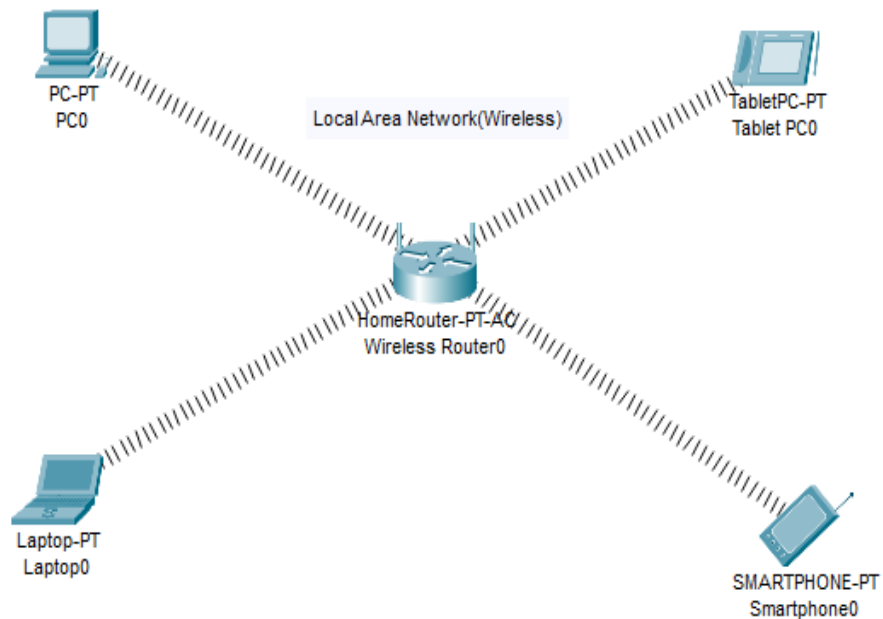 PC-PT
PC0
TabletPC-PT
Tablet PC0
Local Area Network(Wireless)
HomeRouter-PT-AC
Wireless Router0
Laptop-PT
Laptop0
SMARTPHONE-PT
Smartphone0